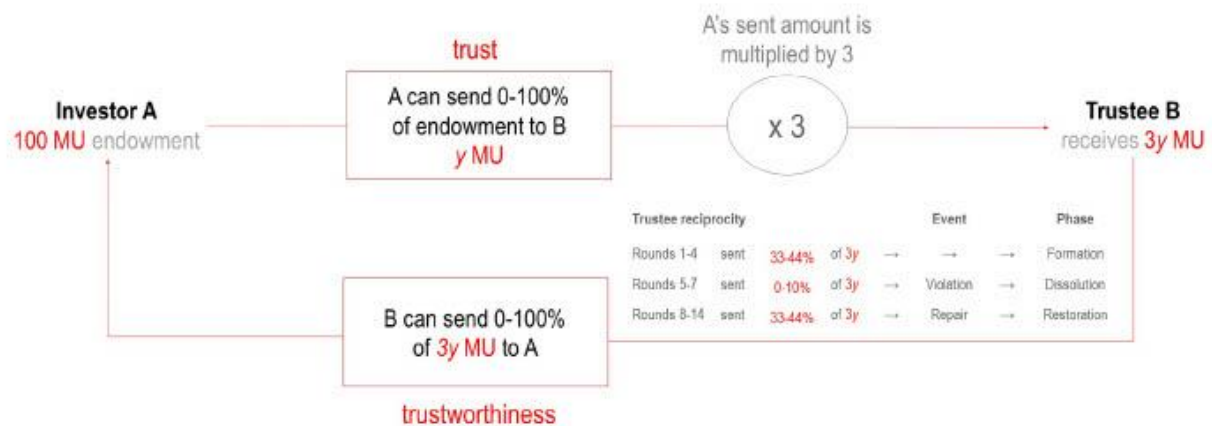 trust
A's sent amount is
multiplied by 3
Investor A
100 MU endowment
A can send 0-100%
of endowment to B
y MU
x 3
Trustee B
receives 3y MU
Trustee reciprocity Event Phase
Rounds 1-4 sent 33-44% of 3y → → → Formation
Rounds 5-7 sent 0-10% of 3y → Violation → Dissolution
Rounds 8-14 sent 33-44% of 3y → Repair → Restoration
B can send 0-100%
of 3y MU to A
trustworthiness